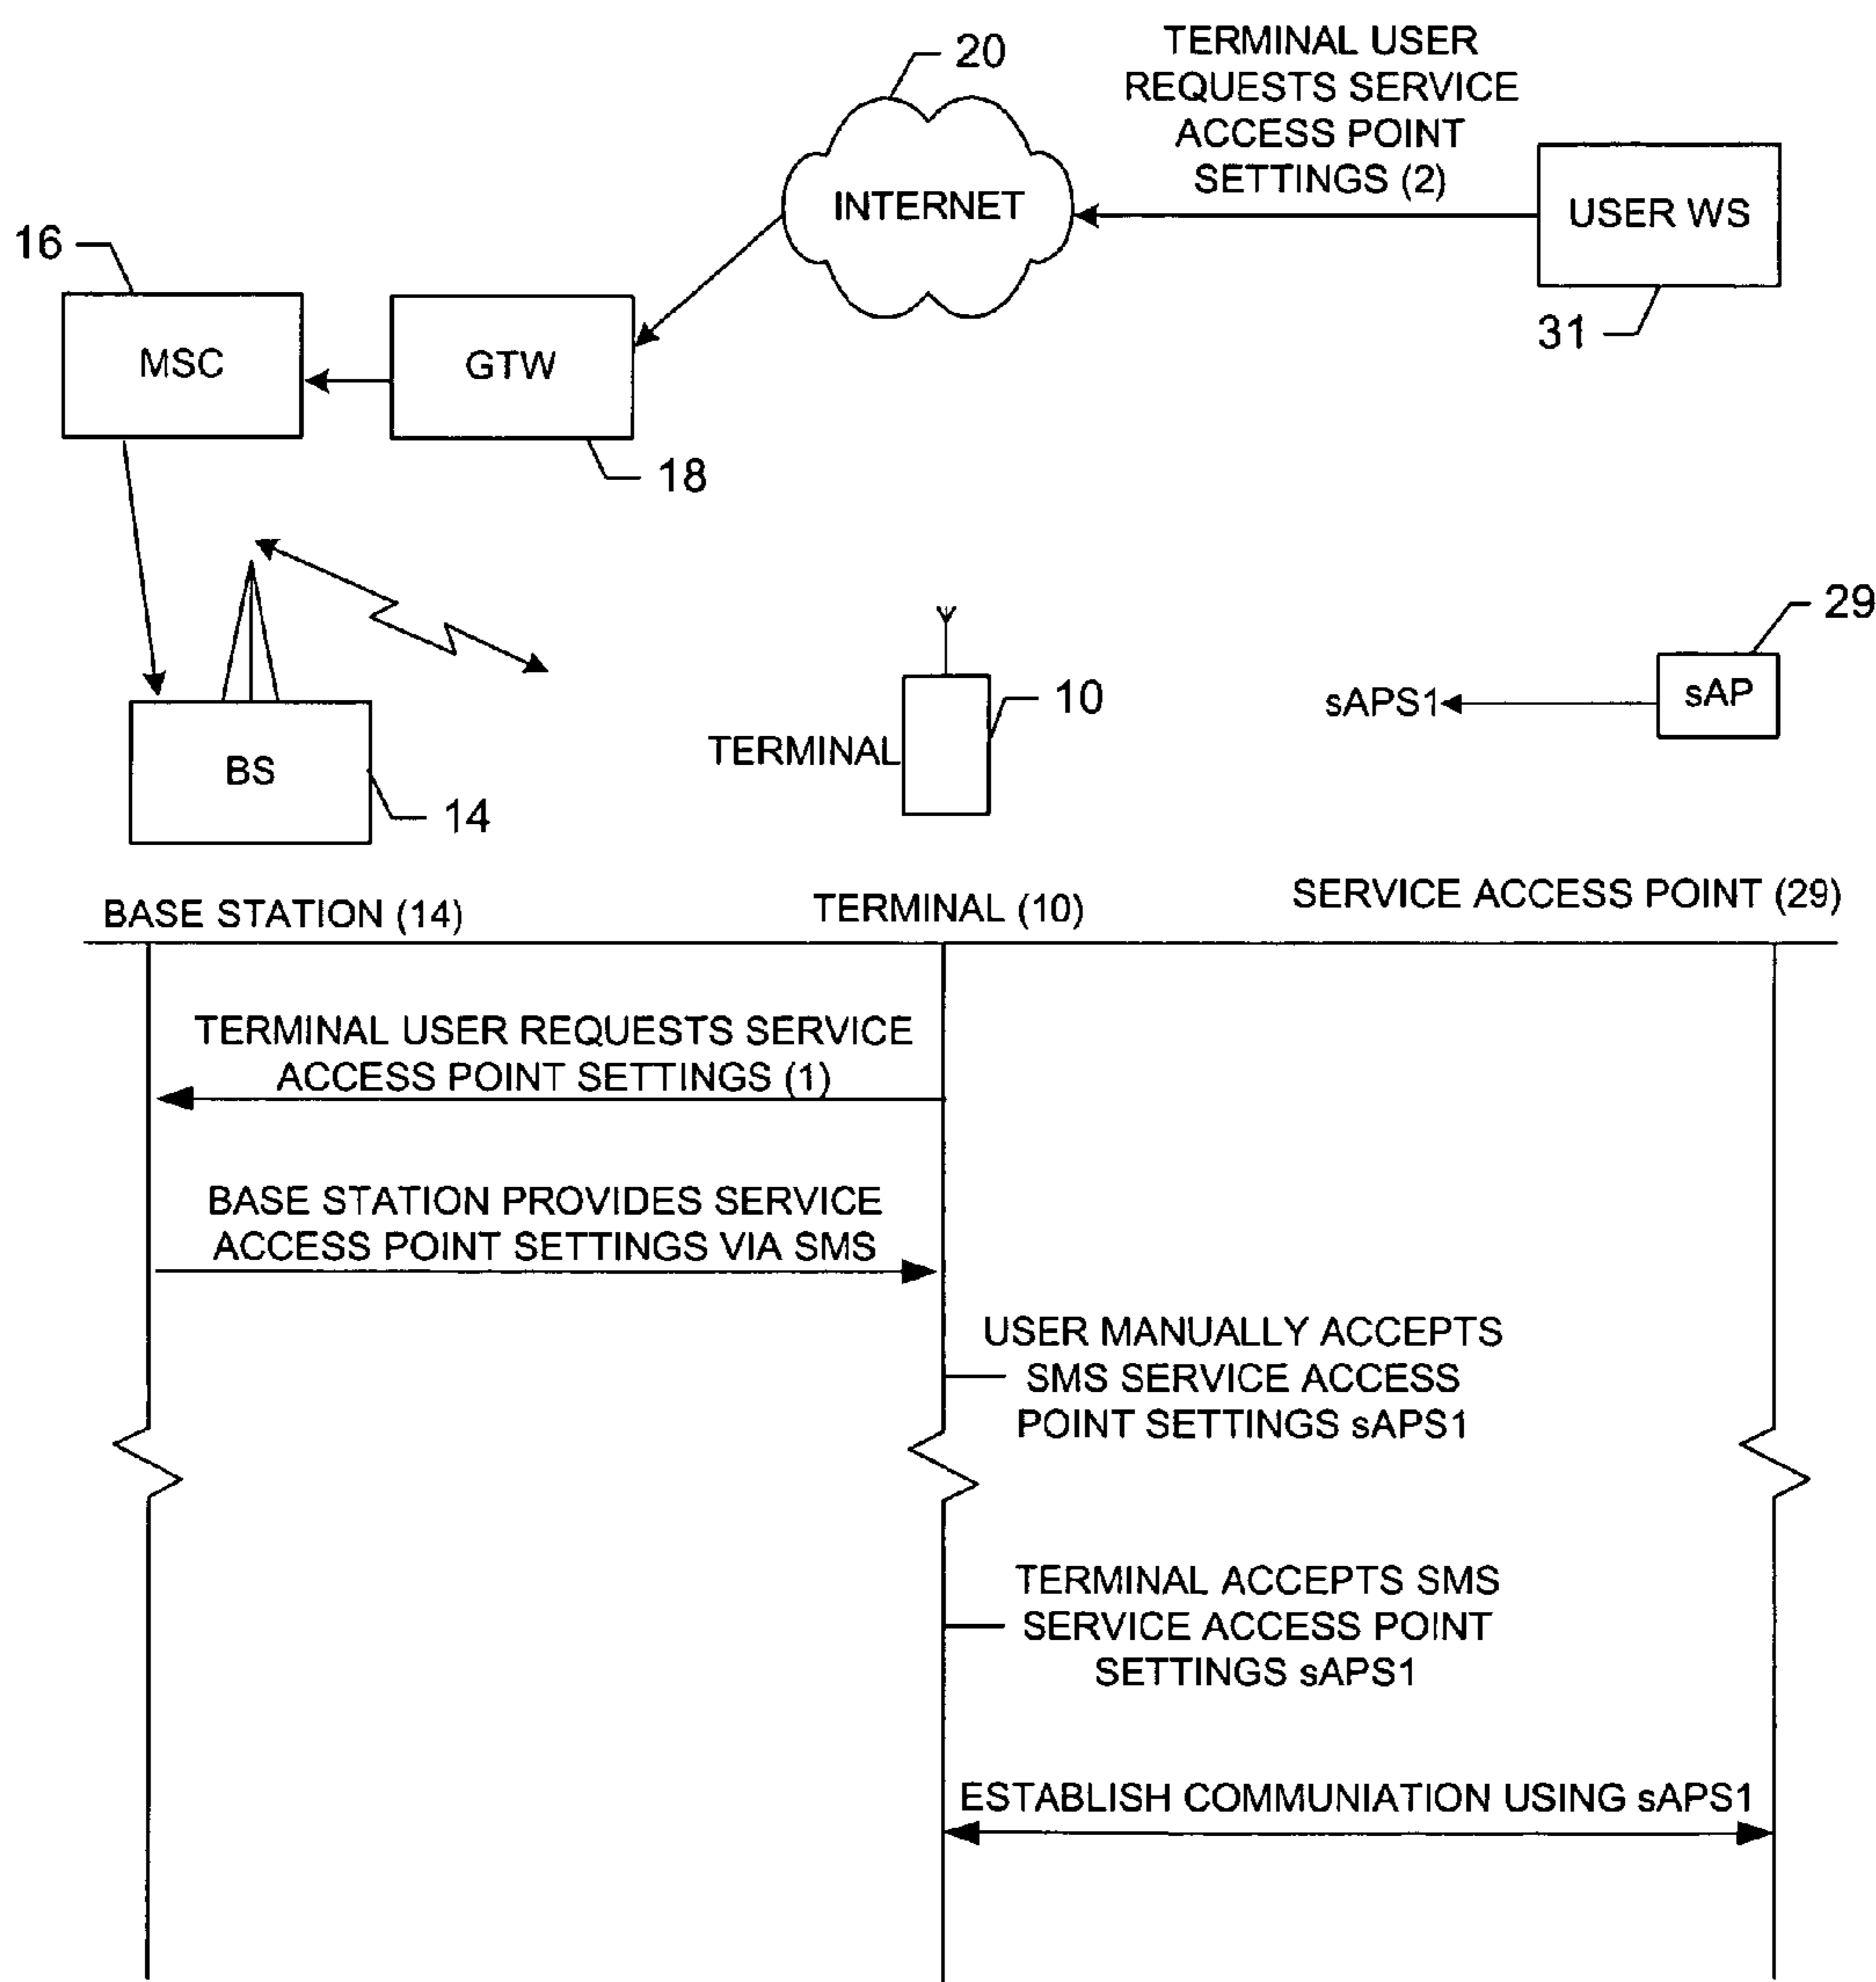 20
TERMINAL USER
REQUESTS SERVICE
ACCESS POINT
SETTINGS (2)
INTERNET
USER WS
16
31
MSC
GTW
18
29
sAP
sAPS1
10
TERMINAL
BS
14
BASE STATION (14)
TERMINAL (10)
SERVICE ACCESS POINT (29)
TERMINAL USER REQUESTS SERVICE
ACCESS POINT SETTINGS (1)
BASE STATION PROVIDES SERVICE
ACCESS POINT SETTINGS VIA SMS
USER MANUALLY ACCEPTS
SMS SERVICE ACCESS
POINT SETTINGS sAPS1
TERMINAL ACCEPTS SMS
SERVICE ACCESS POINT
SETTINGS sAPS1
ESTABLISH COMMUNIATION USING sAPS1